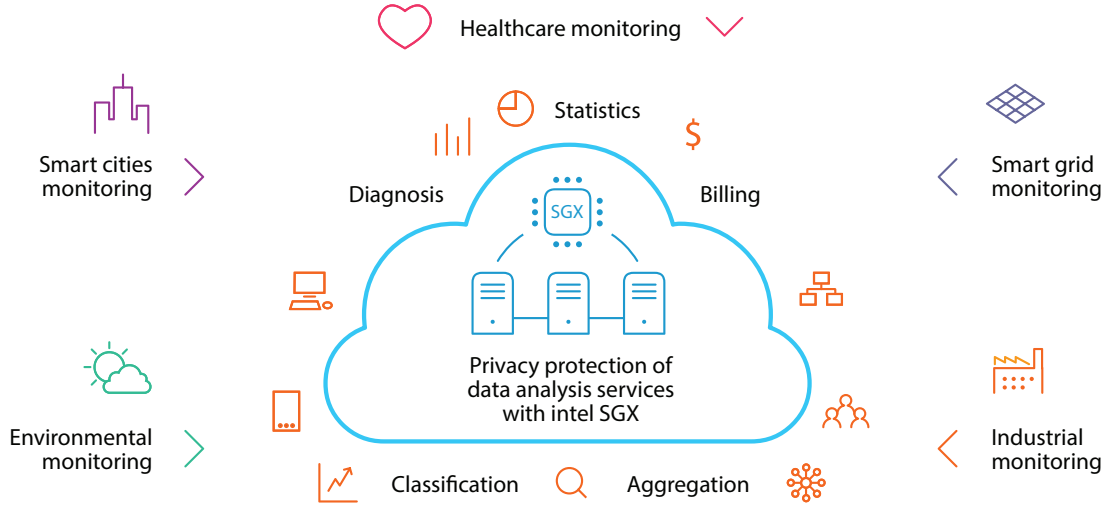 Healthcare monitoring
Statistics
$
Smart cities
monitoring
Diagnosis
Billing
Smart grid
monitoring
SGX
Privacy protection of
data analysis services
with intel SGX
Environmental
monitoring
Industrial
monitoring
Classification
Aggregation